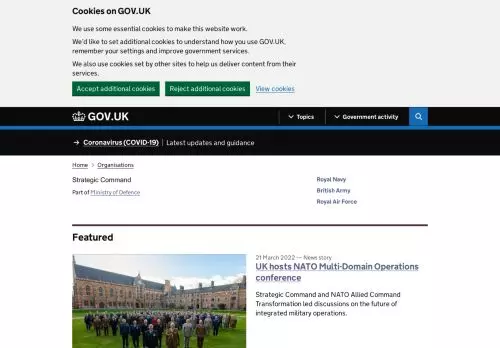 Cookies on GOV.UK
We use some essential cookies to make this website work.
We'd like to set additional cookies to understand how you use GOV.UK,
remember your settings and improve government services.
We also use cookies set by other sites to help us deliver content from their
services.
Accept additional cookies Reject additional cookies View cookies
GOV.UK Topics Government activity
→ Coronavirus (COVID-19) Latest updates and guidance
Home > Organisations
Strategic Command
Part of Ministry of Defence
Royal Navy
British Army
Royal Air Force
Featured
21 March 2022 — News story
UK hosts NATO Multi-Domain Operations
conference
Strategic Command and NATO Allied Command
Transformation led discussions on the future of
integrated military operations.